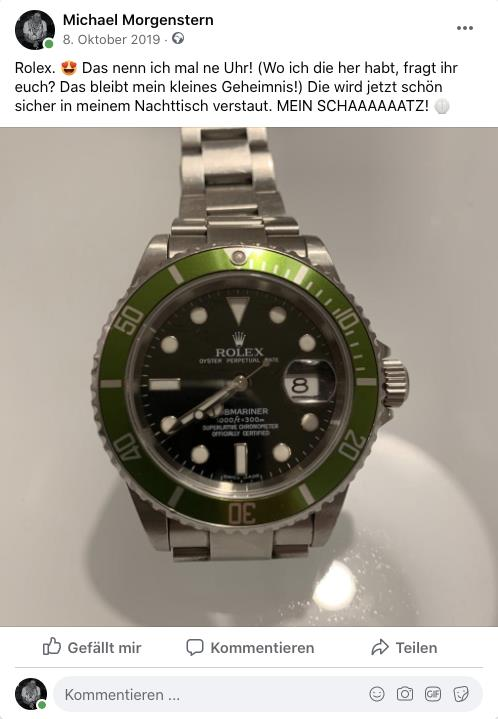 Michael Morgenstern
8. Oktober 2019
Rolex. 😍 Das nenn ich mal ne Uhr! (Wo ich die her habt, fragt ihr
euch? Das bleibt mein kleines Geheimnis!) Die wird jetzt schön
sicher in meinem Nachttisch verstaut. MEIN SCHAAAAAATZ!
50
10
ROLEX
OYSTER PERPETUAL DATE
8
1000ft=300m
SUPERLATIVE CHRONOMETER
OFFICIALLY CERTIFIED
40
20
30
Gefällt mir
Kommentieren
Teilen
Kommentieren ...
GIF